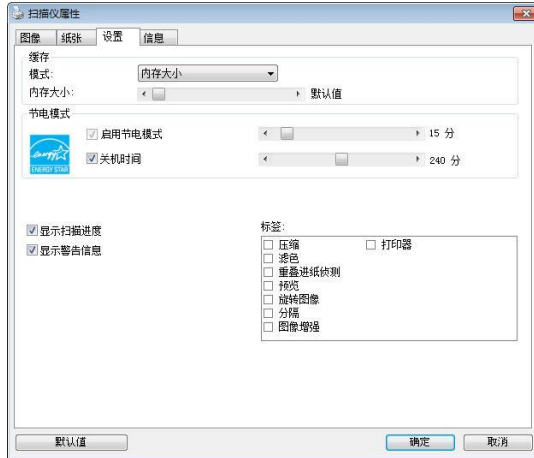 扫描仪属性
图像 纸张 设置 信息
缓存
模式: 内存大小
内存大小: 默认值
节电模式
启用节电模式 15 分
关机时间 240 分
energy
ENERGY STAR
显示扫描进度
显示警告信息
标签:
压缩 打印器
滤色
重叠进纸侦测
预览
旋转图像
分隔
图像增强
默认值 确定 取消